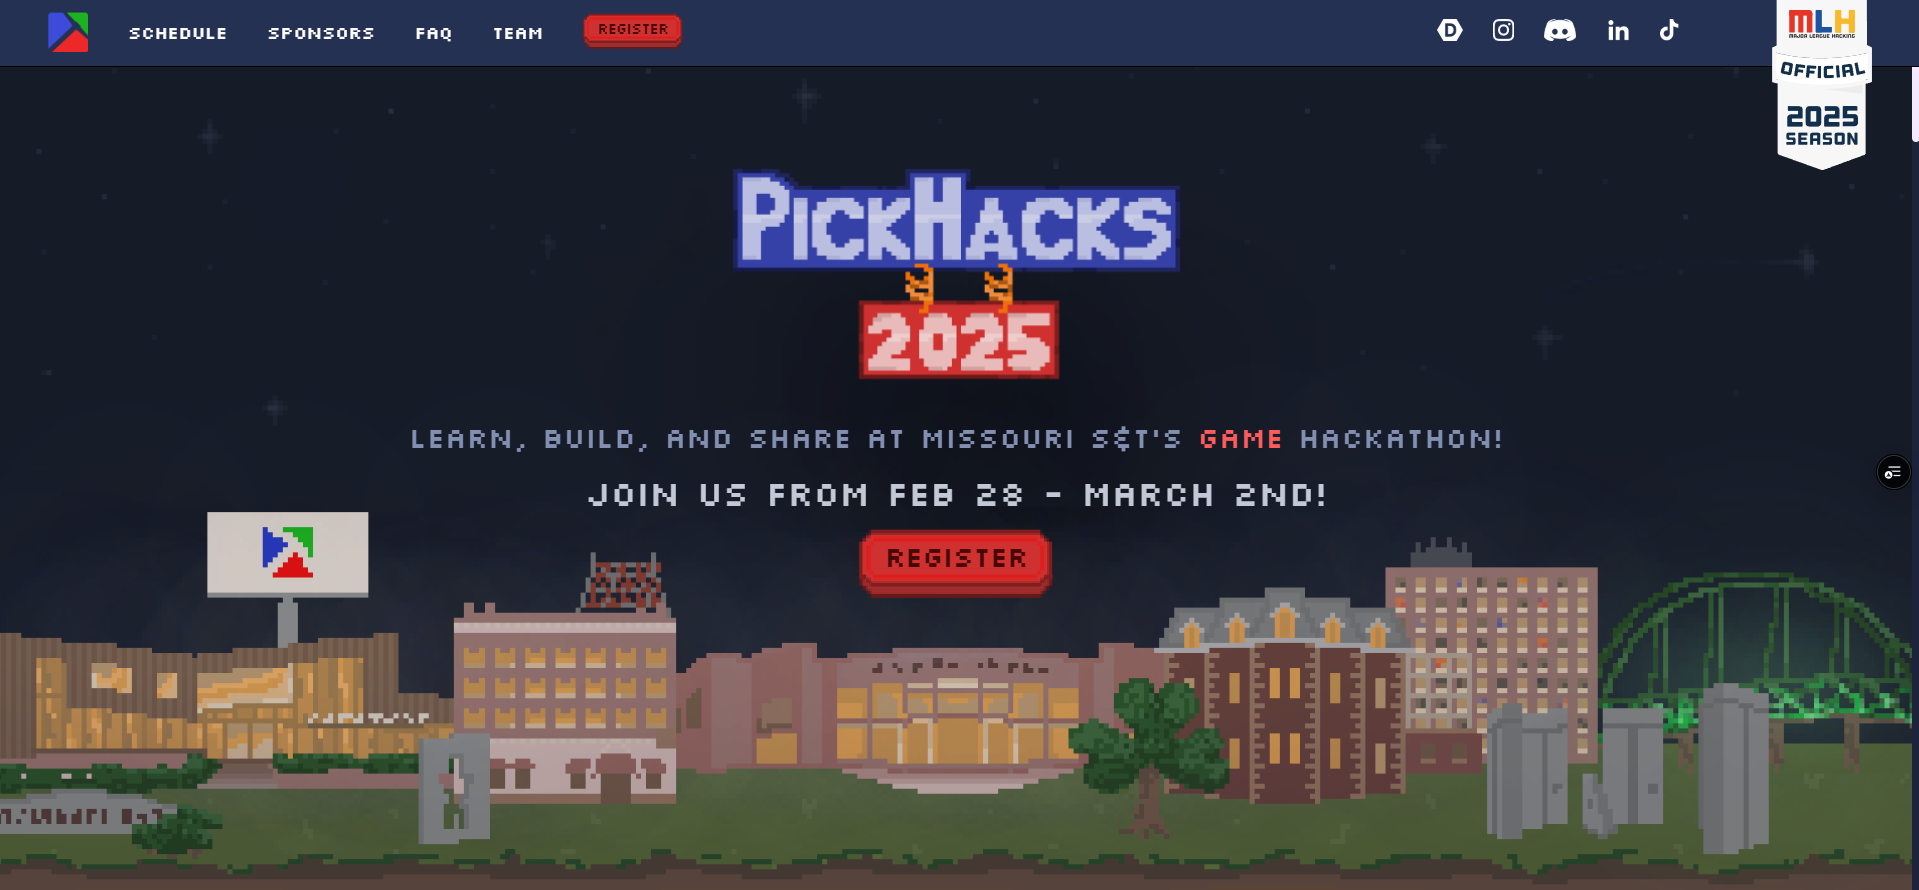 SCHEDULE SPONSORS FAQ TEAM REGISTER
D
in
MLH
MAJOR LEAGUE HACKING
OFFICIAL
2025
SEASON
PICKHACKS
2025
LEARN, BUILD, AND SHARE AT MISSOURI S&T'S GAME HACKATHON!
JOIN US FROM FEB 28 - MARCH 2ND!
REGISTER